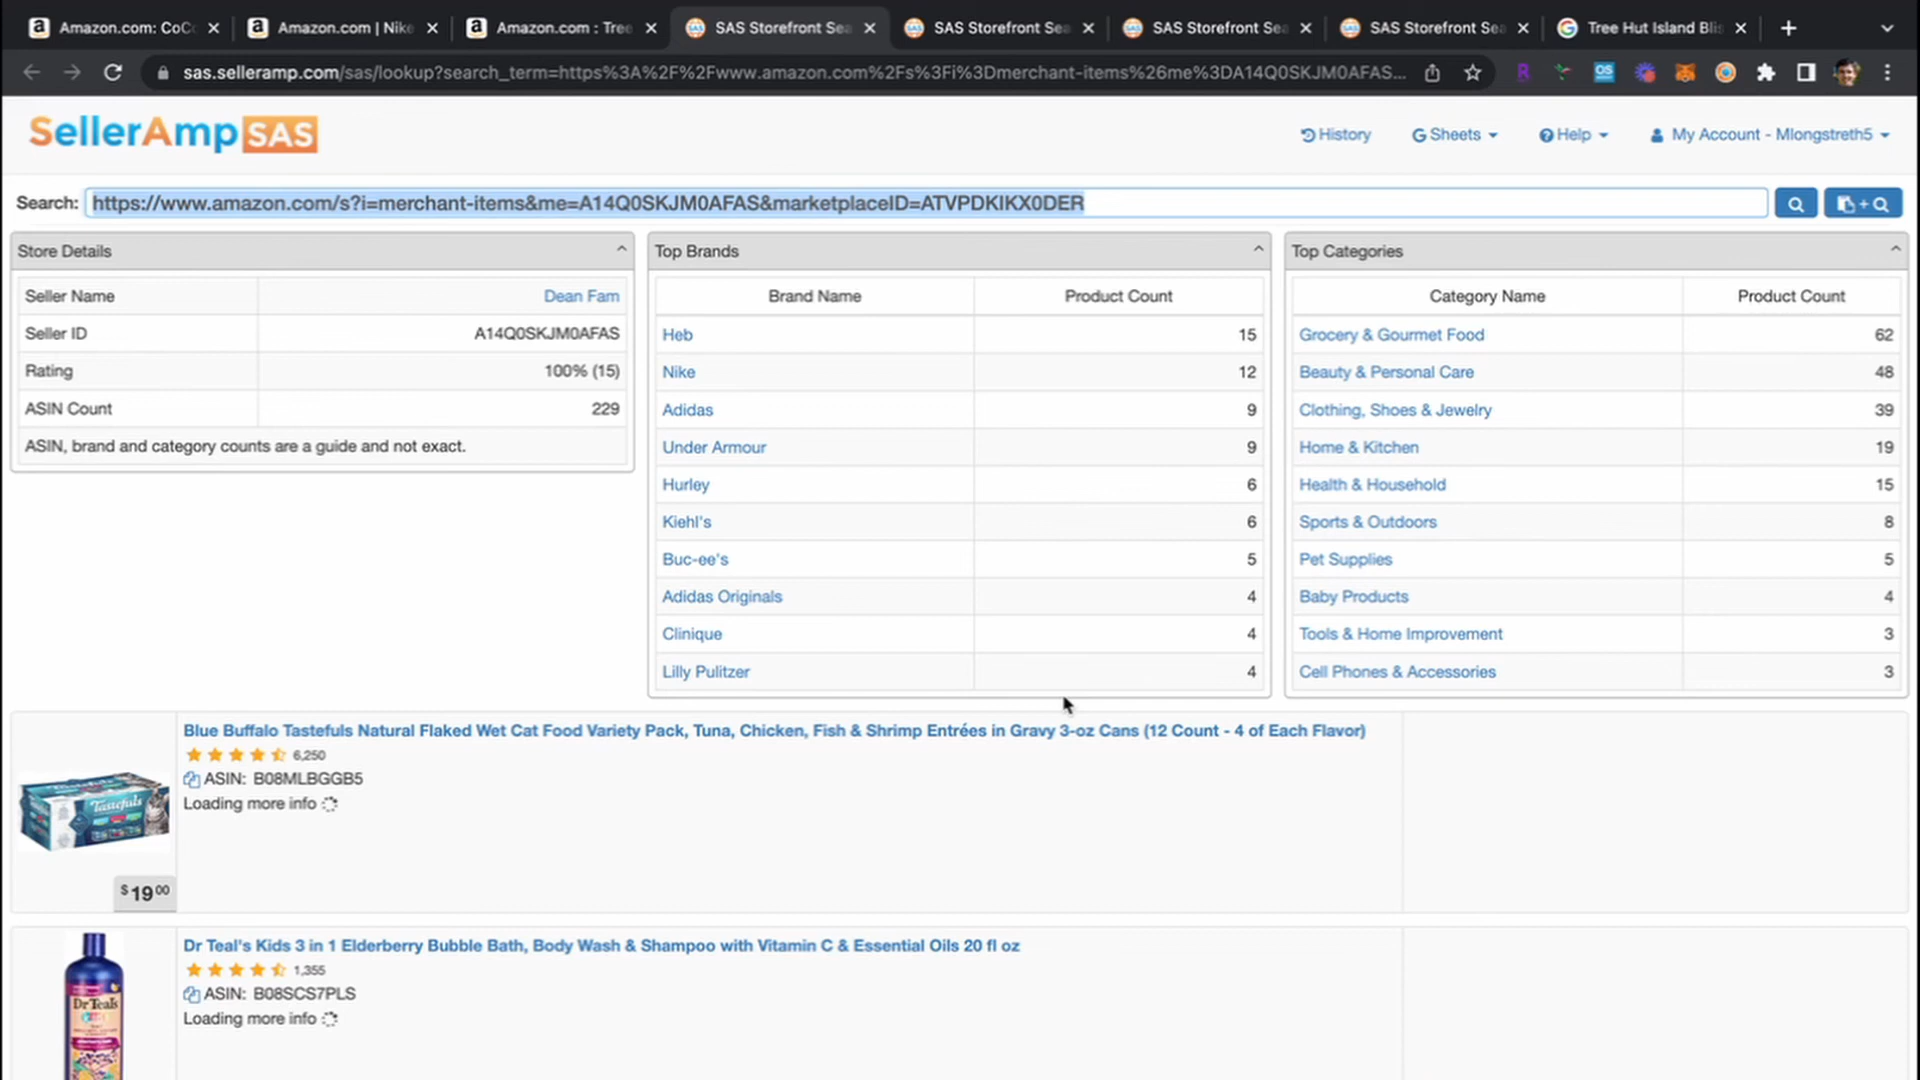 Amazon.com: CoCo
Amazon.com | Nike
Amazon.com : Tree
SAS Storefront Sea
SAS Storefront Sea
SAS Storefront Sea
SAS Storefront Sea
Tree Hut Island Blis
sas.selleramp.com/sas/lookup?search_term=https%3A%2F%2Fwww.amazon.com%2Fs%3Fi%3Dmerchant-items%26me%3DA14Q0SKJM0AFAS...
SellerAmp SAS
History
Sheets
Help
My Account - Mlongstreth5
Search: https://www.amazon.com/s?i=merchant-items&me=A14Q0SKJM0AFAS&marketplaceID=ATVPDKIKX0DER
Store Details
Seller Name Dean Fam
Seller ID A14Q0SKJM0AFAS
Rating 100% (15)
ASIN Count 229
ASIN, brand and category counts are a guide and not exact.
Top Brands
Brand Name Product Count
Heb 15
Nike 12
Adidas 9
Under Armour 9
Hurley 6
Kiehl's 6
Buc-ee's 5
Adidas Originals 4
Clinique 4
Lilly Pulitzer 4
Top Categories
Category Name Product Count
Grocery & Gourmet Food 62
Beauty & Personal Care 48
Clothing, Shoes & Jewelry 39
Home & Kitchen 19
Health & Household 15
Sports & Outdoors 8
Pet Supplies 5
Baby Products 4
Tools & Home Improvement 3
Cell Phones & Accessories 3
Blue Buffalo Tastefuls Natural Flaked Wet Cat Food Variety Pack, Tuna, Chicken, Fish & Shrimp Entrées in Gravy 3-oz Cans (12 Count - 4 of Each Flavor)
6,250
ASIN: B08MLBGGB5
Loading more info
Tastefuls
$19 00
Dr Teal's Kids 3 in 1 Elderberry Bubble Bath, Body Wash & Shampoo with Vitamin C & Essential Oils 20 fl oz
1,355
ASIN: B08SCS7PLS
Loading more info
Dr Teal's